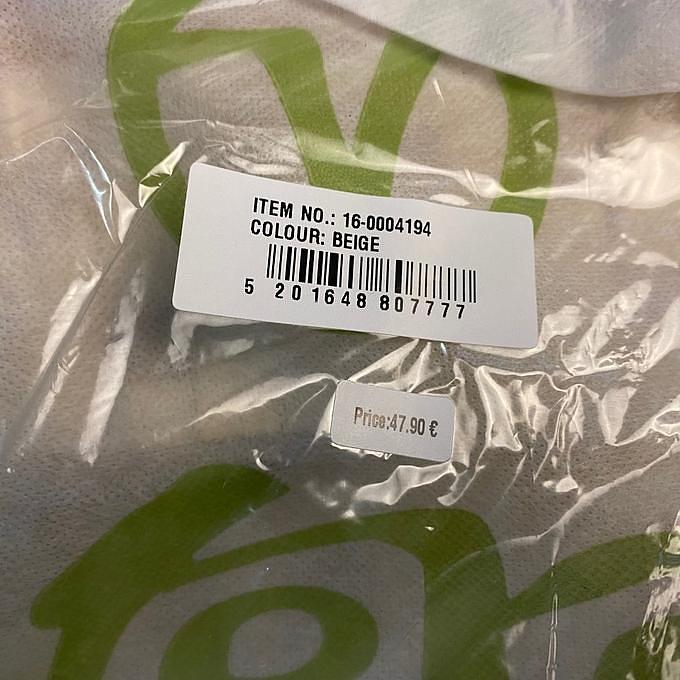 ITEM NO.: 16-0004194
COLOUR: BEIGE
5 201648 807777
Price:47.90 €